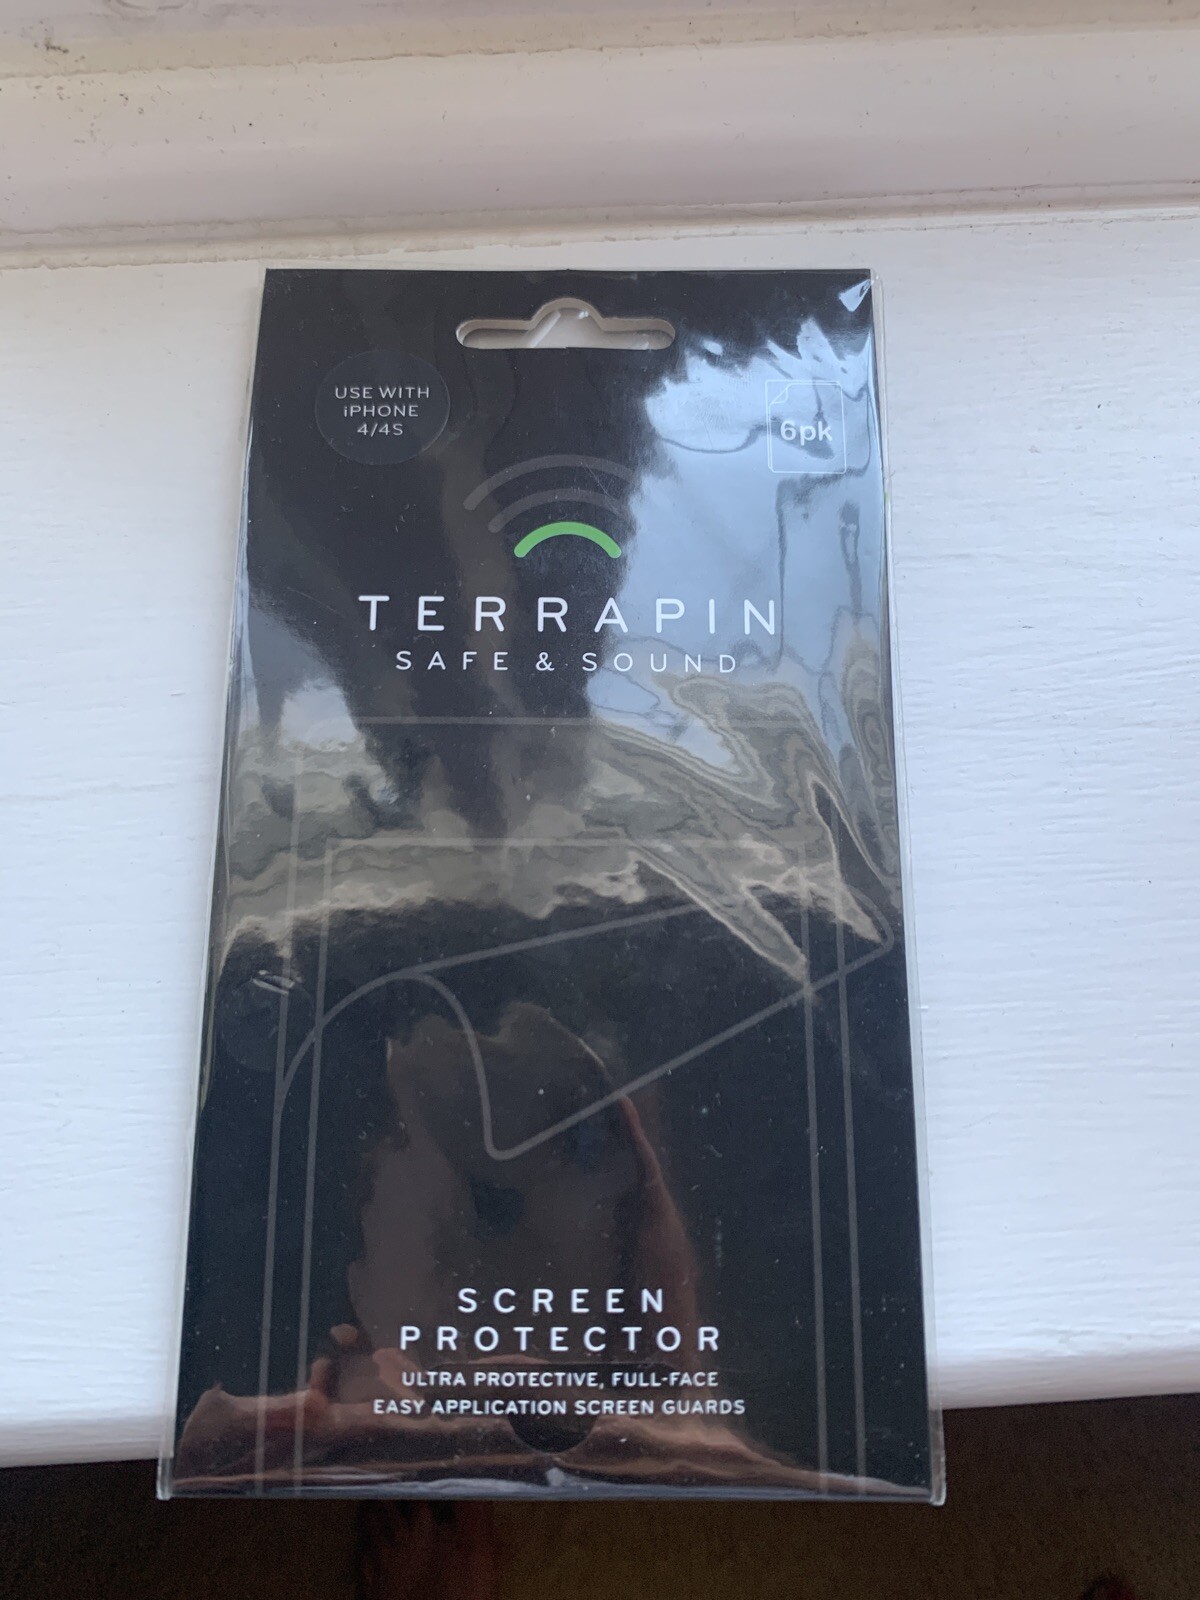 USE WITH
iPHONE
4/4S
6pk
TERRAPIN
SAFE & SOUND
SCREEN
PROTECTOR
ULTRA PROTECTIVE, FULL-FACE
EASY APPLICATION SCREEN GUARDS